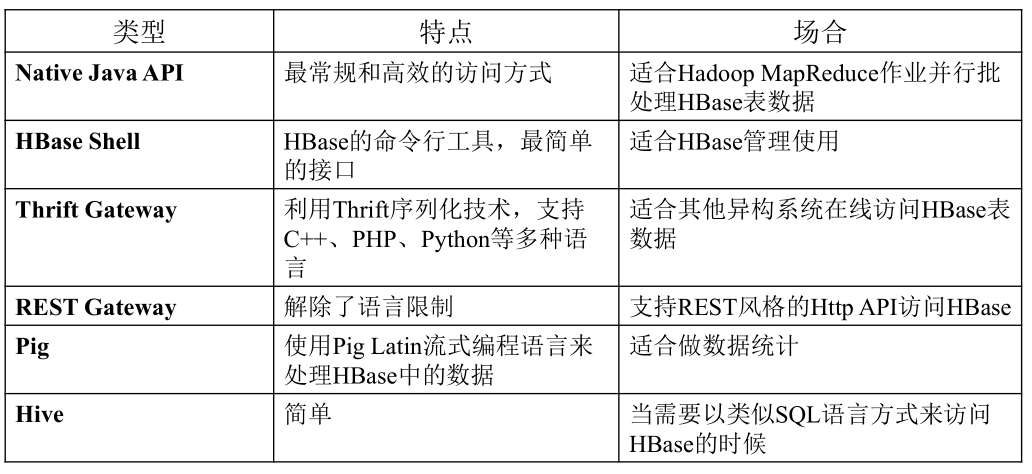 类型 特点 场合
Native Java API 最常规和高效的访问方式 适合Hadoop MapReduce作业并行批
处理HBase表数据
HBase Shell HBase的命令行工具，最简单 适合HBase管理使用
的接口
Thrift Gateway 利用Thrift序列化技术，支持 适合其他异构系统在线访问HBase表
C++、PHP、Python等多种语 数据
言
REST Gateway 解除了语言限制 支持REST风格的Http API访问HBase
Pig 使用Pig Latin流式编程语言来 适合做数据统计
处理HBase中的数据
Hive 简单 当需要以类似SQL语言方式来访问
HBase的时候